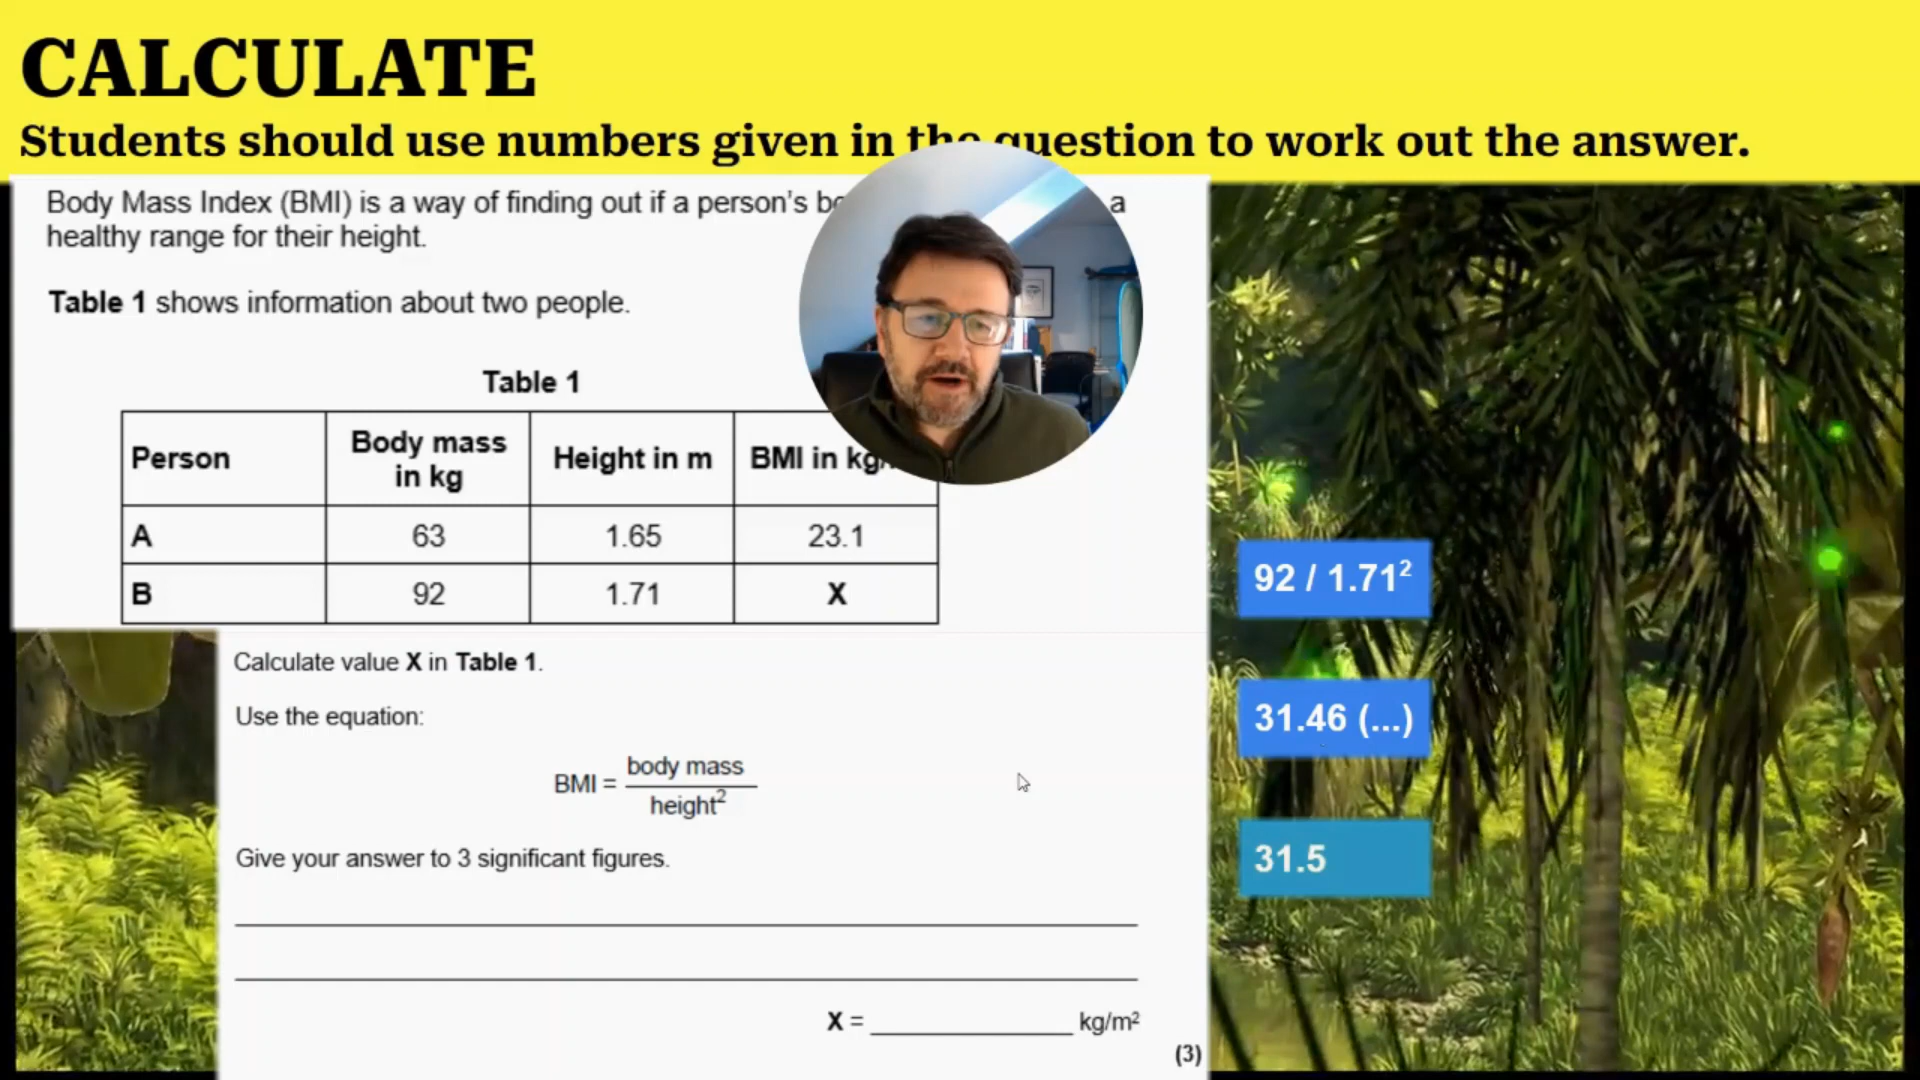 CALCULATE
Students should use numbers given in the question to work out the answer.
Body Mass Index (BMI) is a way of finding out if a person's a
healthy range for their height.
Table 1 shows information about two people.
Table 1
Person Body mass in kg Height in m BMI in
A 63 1.65 23.1
B 92 1.71 X
Calculate value X in Table 1.
Use the equation:
BMI = body mass / height²
Give your answer to 3 significant figures.
X = ____________ kg/m²
(3)
92 / 1.71²
31.46 (...)
31.5